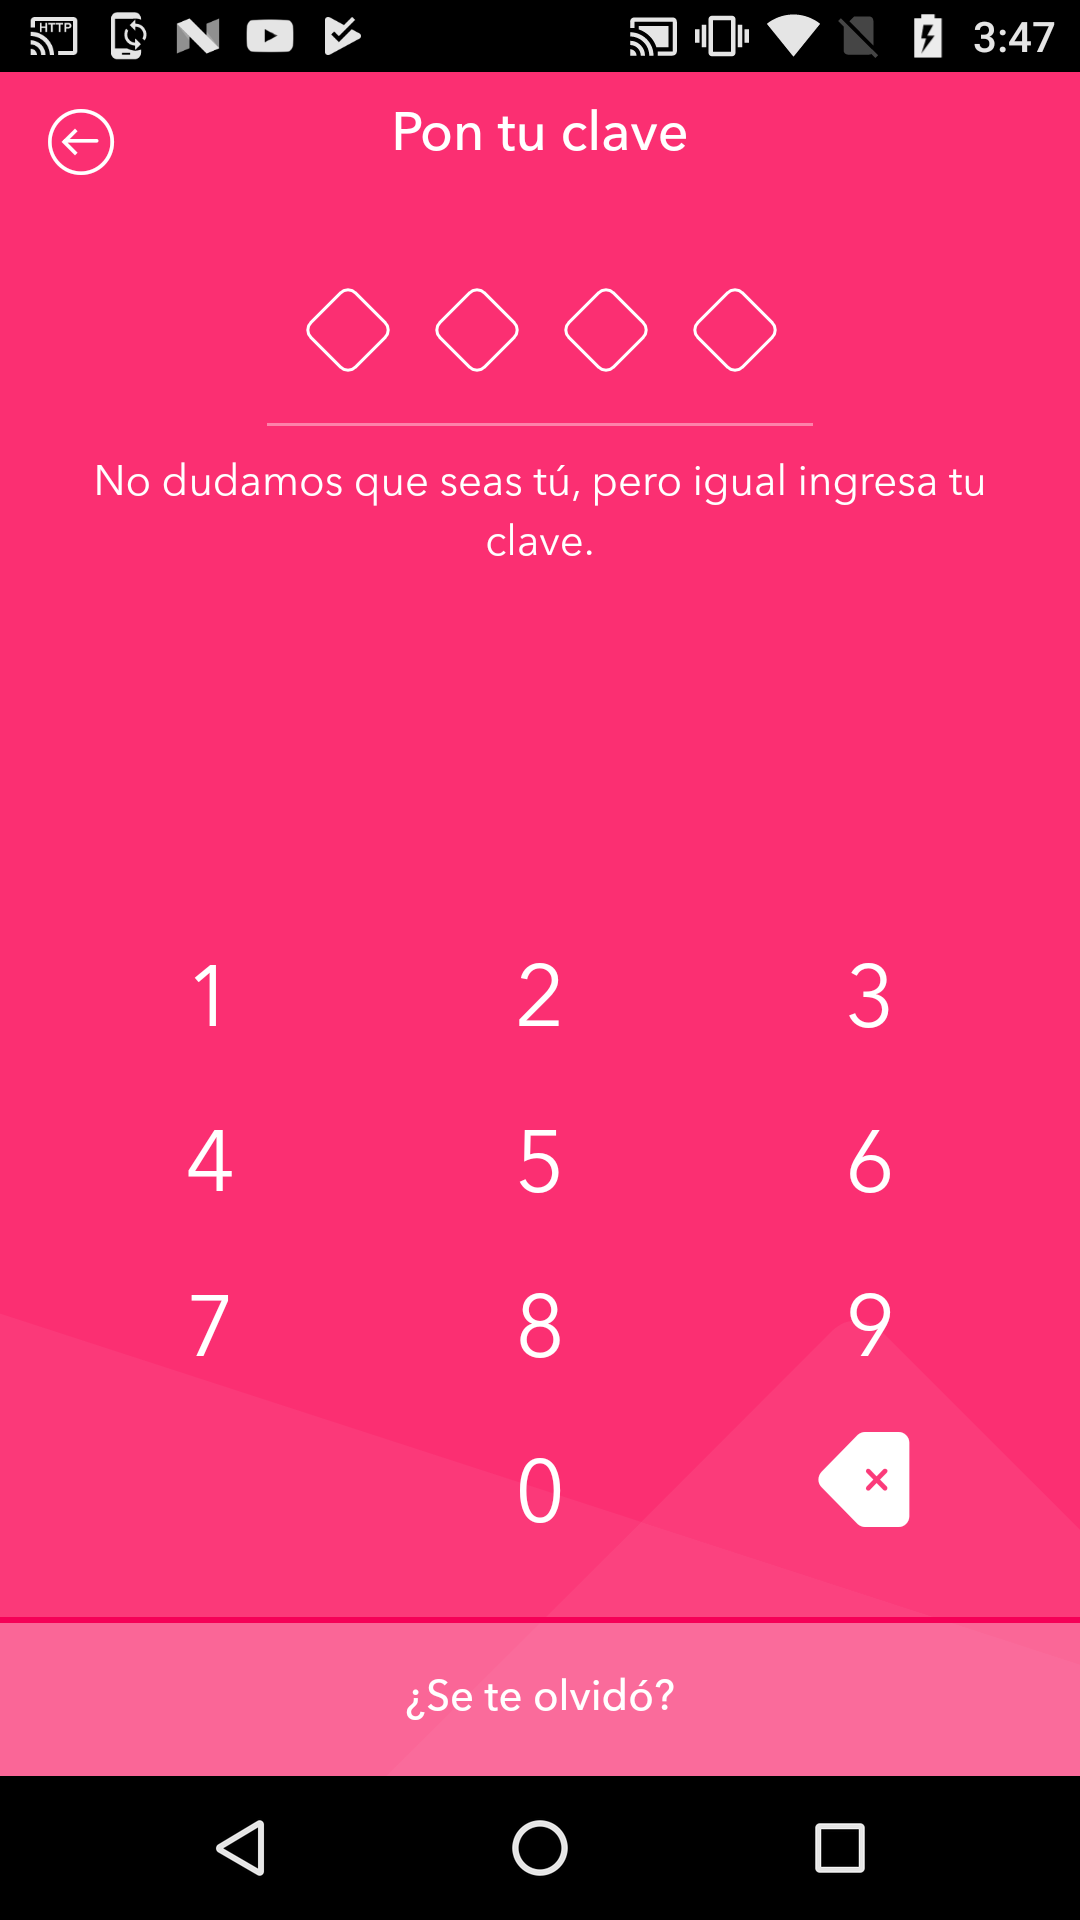 HTTP
3:47
Pon tu clave
No dudamos que seas tú, pero igual ingresa tu
clave.
1 2 3
4 5 6
7 8 9
0
¿Se te olvidó?